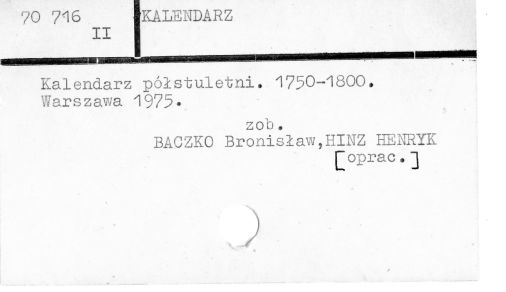 70 716 KALENDARZ
II
Kalendarz półstuletni. 1750-1800.
Warszawa 1975.
zob.
BACZKO Bronisław,HINZ HENRYK
[oprac.]